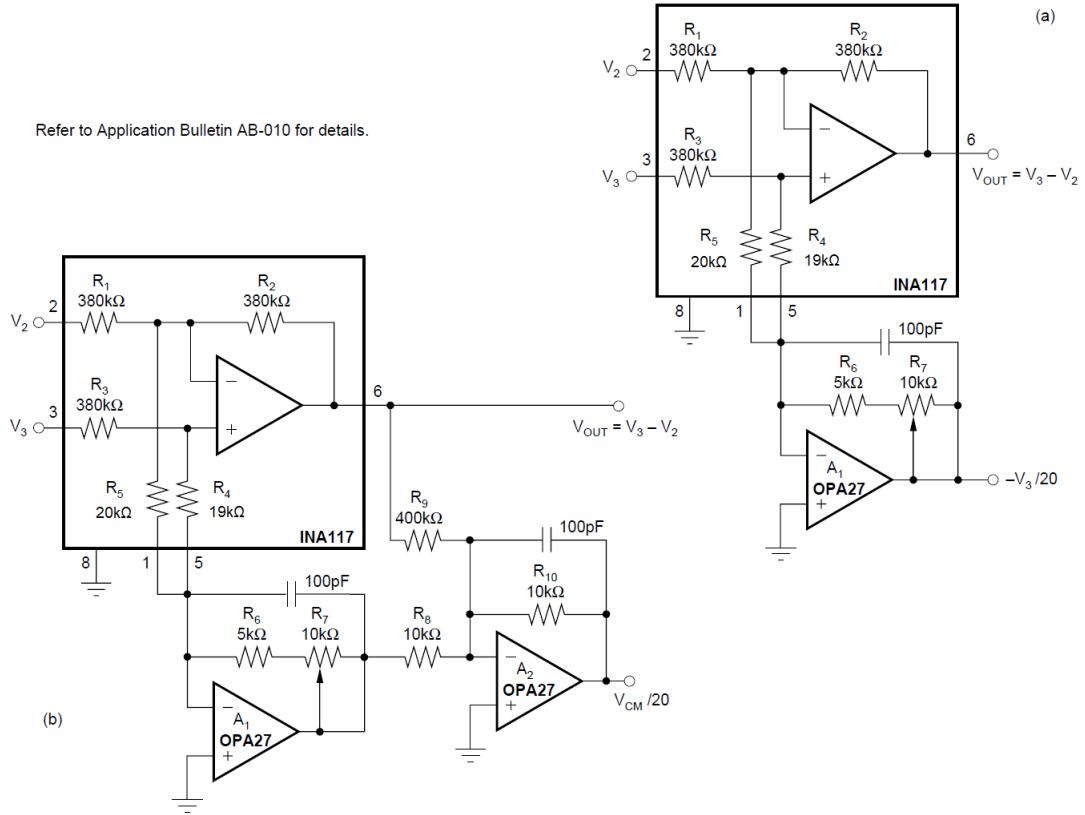 (a)
R1
380kΩ
R2
380kΩ
2
V2
Refer to Application Bulletin AB-010 for details.
R3
380kΩ
3
V3
–
+
6
VOUT = V3 – V2
R5
20kΩ
R4
19kΩ
INA117
8
1
5
100pF
R6
5kΩ
R7
10kΩ
–
A1
OPA27
+
–V3 /20
R1
380kΩ
R2
380kΩ
2
V2
R3
380kΩ
3
V3
–
+
6
VOUT = V3 – V2
R5
20kΩ
R4
19kΩ
INA117
8
1
5
R9
400kΩ
100pF
100pF
R10
10kΩ
R6
5kΩ
R7
10kΩ
R8
10kΩ
–
A2
OPA27
+
VCM /20
(b)
–
A1
OPA27
+